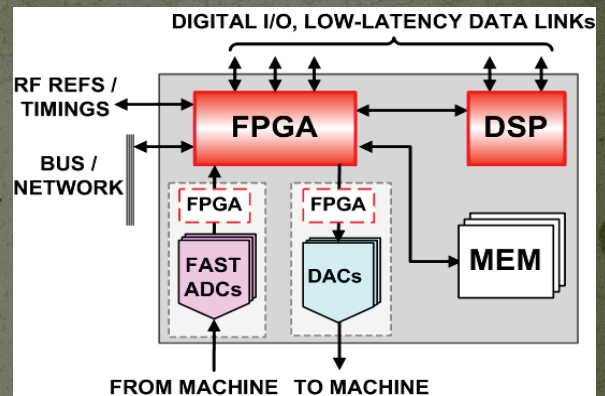 DIGITAL I/O, LOW-LATENCY DATA LINKs
RF REFS /
TIMINGS
FPGA
DSP
BUS /
NETWORK
FPGA
FPGA
FAST
ADCs
DACs
MEM
FROM MACHINE
TO MACHINE